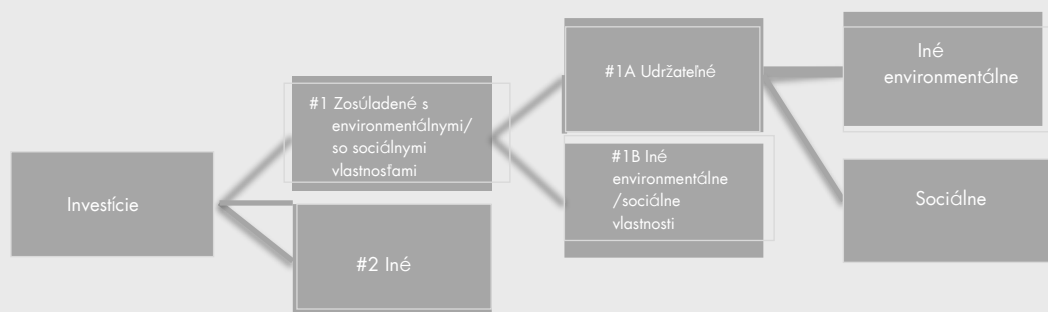 Investície
#1 Zosúladené s
environmentálnymi/
so sociálnymi
vlastnosťami
#2 Iné
#1A Udržateľné
#1B Iné
environmentálne
/sociálne
vlastnosti
Iné
environmentálne
Sociálne